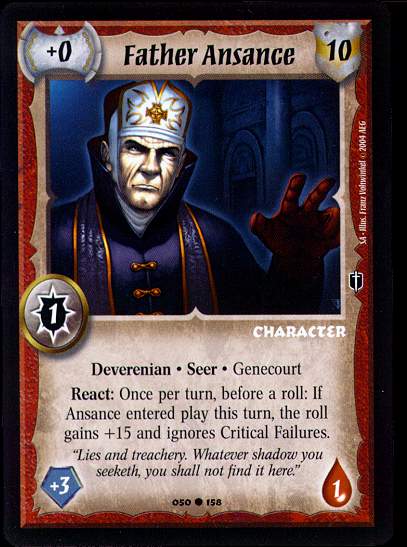 +0
Father Ansance
10
SA • Illus. Franz Vohwinkel © 2004 AEG
1
CHARACTER
Deverenian • Seer • Genecourt
React: Once per turn, before a roll: If
Ansance entered play this turn, the roll
gains +15 and ignores Critical Failures.
"Lies and treachery. Whatever shadow you
seeketh, you shall not find it here."
+3
1
050 ● 158